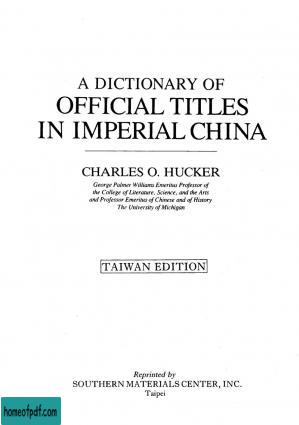 A DICTIONARY OF
OFFICIAL TITLES
IN IMPERIAL CHINA
CHARLES O. HUCKER
George Palmer Williams Emeritus Professor of
the College of Literature, Science, and the Arts
and Professor Emeritus of Chinese and of History
The University of Michigan
TAIWAN EDITION
Reprinted by
SOUTHERN MATERIALS CENTER, INC.
Taipei
homeofpdf.com